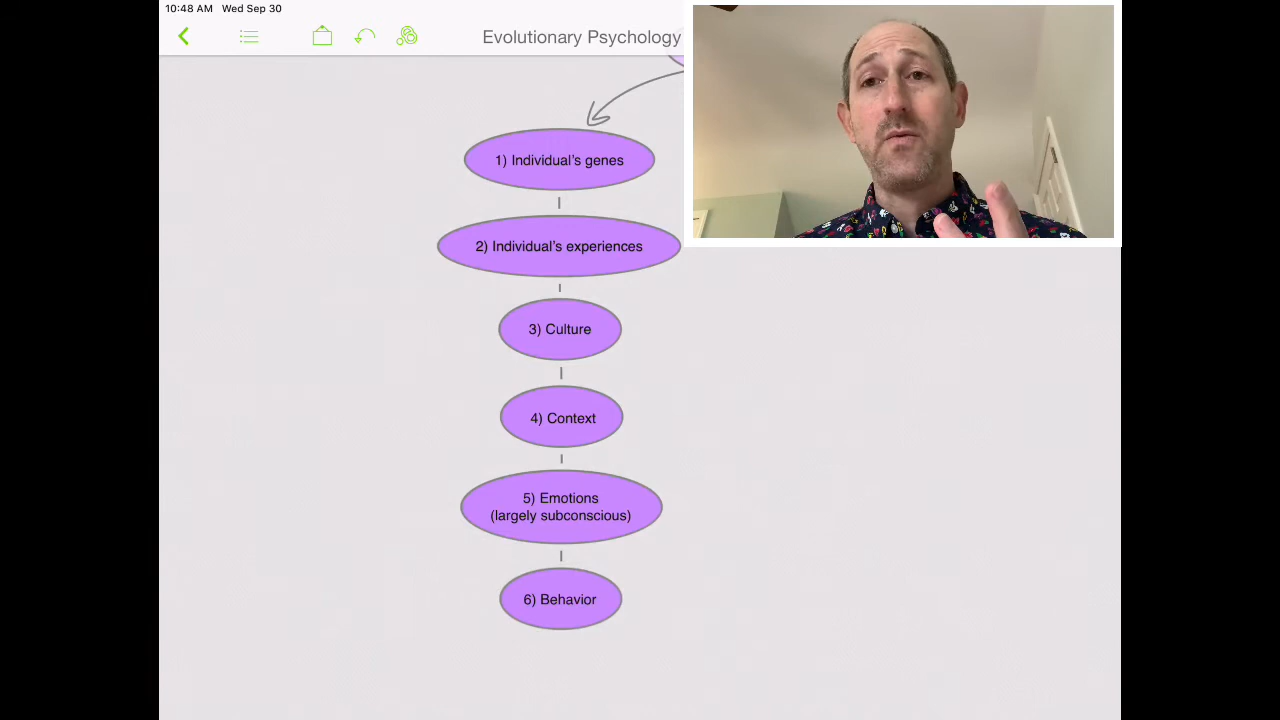 10:48 AM Wed Sep 30
Evolutionary Psychology
1) Individual's genes
2) Individual's experiences
3) Culture
4) Context
5) Emotions
(largely subconscious)
6) Behavior